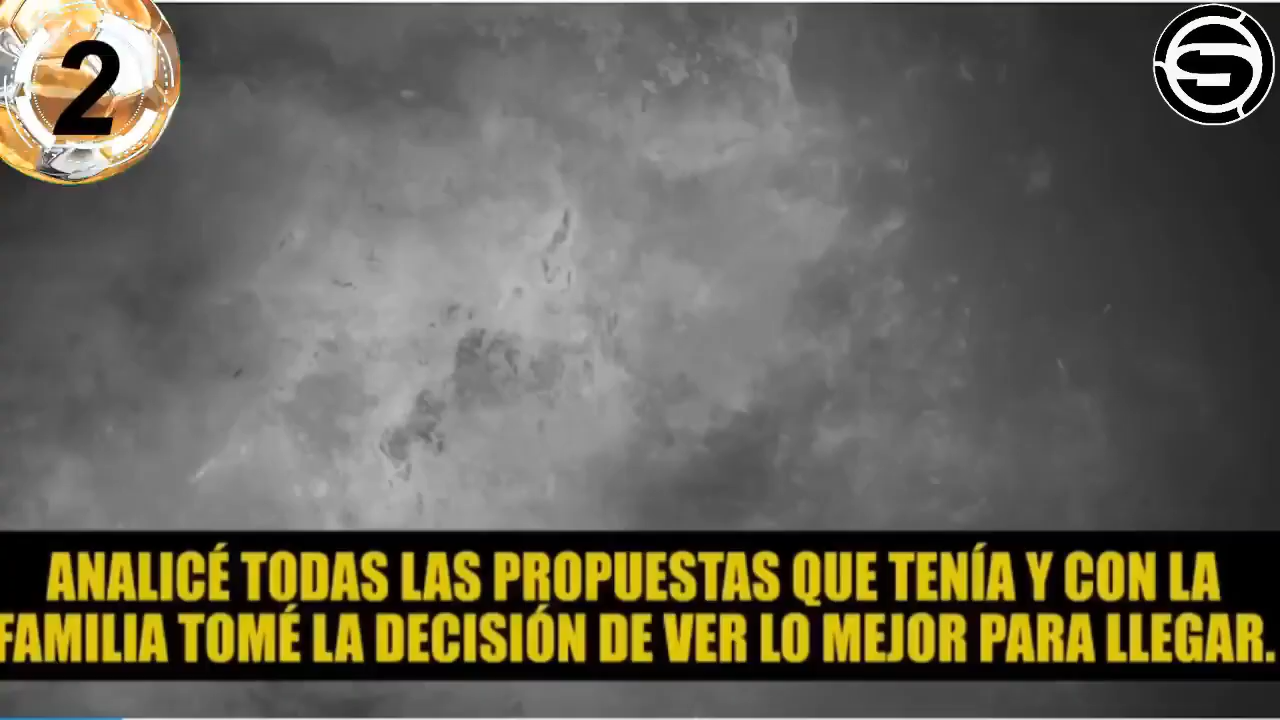 2
ANALICÉ TODAS LAS PROPUESTAS QUE TENÍA Y CON LA
FAMILIA TOMÉ LA DECISIÓN DE VER LO MEJOR PARA LLEGAR.